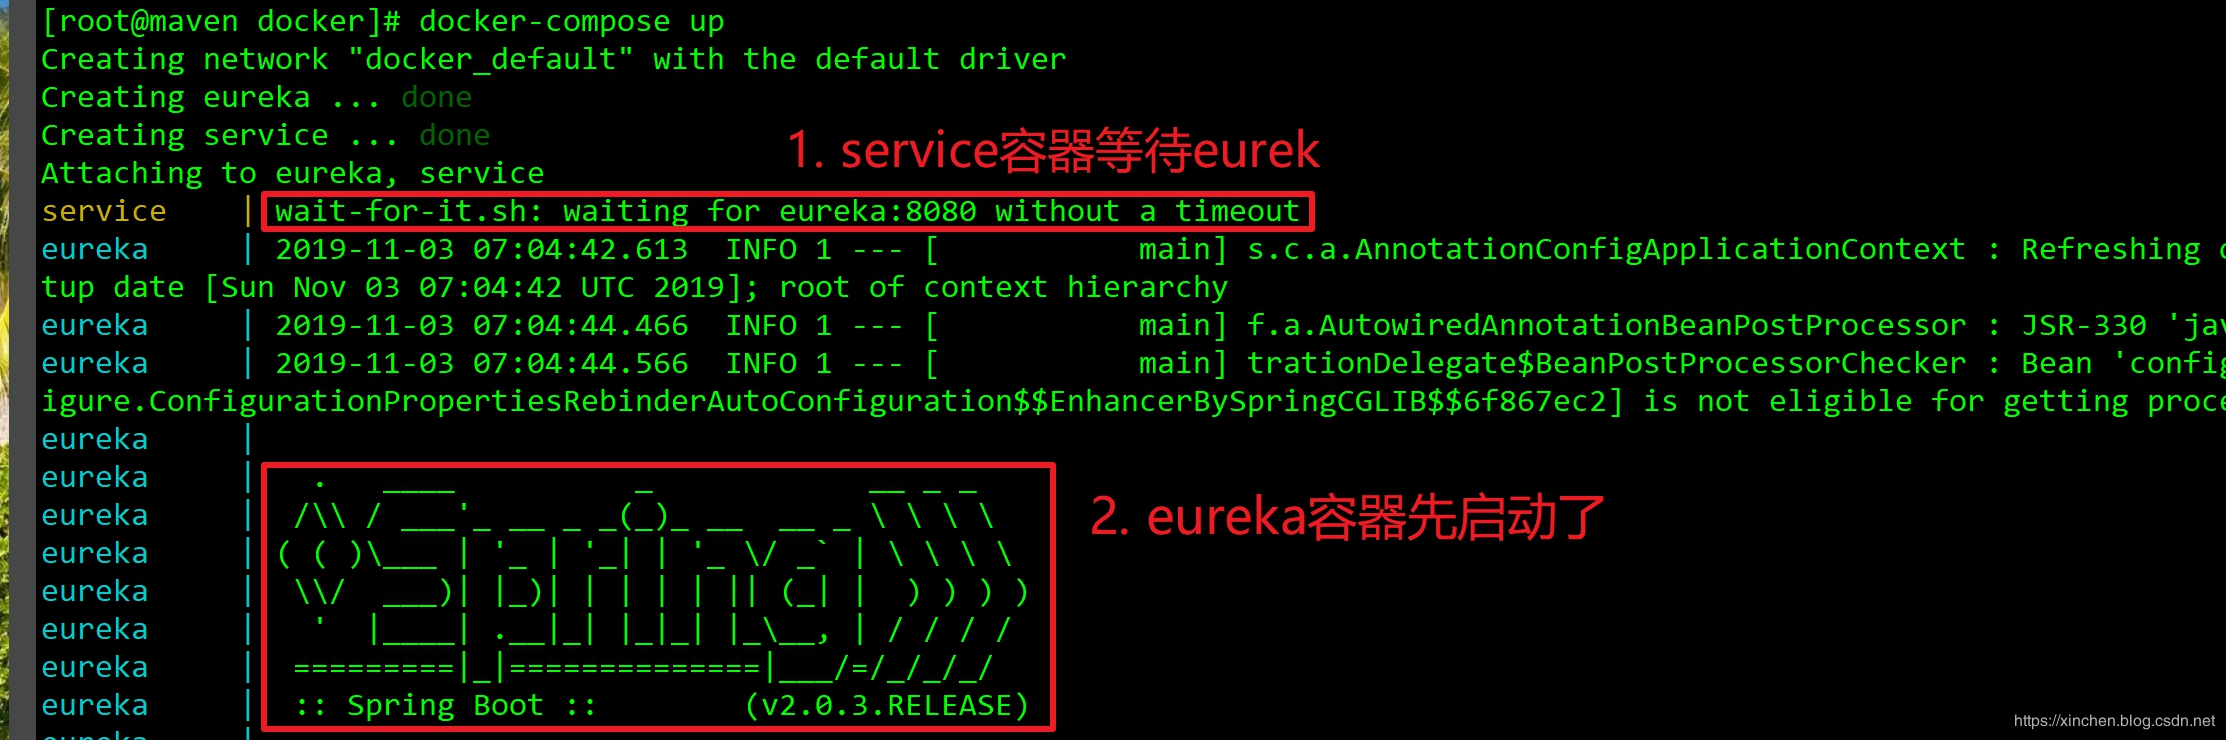 [root@maven docker]# docker-compose up
Creating network "docker_default" with the default driver
Creating eureka ... done
Creating service ... done
1. service容器等待eurek
Attaching to eureka, service
service | wait-for-it.sh: waiting for eureka:8080 without a timeout
eureka | 2019-11-03 07:04:42.613 INFO 1 --- [ main] s.c.a.AnnotationConfigApplicationContext : Refreshing
tup date [Sun Nov 03 07:04:42 UTC 2019]; root of context hierarchy
eureka | 2019-11-03 07:04:44.466 INFO 1 --- [ main] f.a.AutowiredAnnotationBeanPostProcessor : JSR-330 'jav
eureka | 2019-11-03 07:04:44.566 INFO 1 --- [ main] trationDelegate$BeanPostProcessorChecker : Bean 'config
igure.ConfigurationPropertiesRebinderAutoConfiguration$$EnhancerBySpringCGLIB$$6f867ec2] is not eligible for getting proce
eureka |
eureka |   .   ____          _            __ _ _
eureka |  /\\ / ___'_ __ _ _(_)_ __  __ _ \ \ \ \
2. eureka容器先启动了
eureka | ( ( )\___ | '_ | '_| | '_ \/ _` | \ \ \ \
eureka |  \\/  ___)| |_)| | | | | || (_| |  ) ) ) )
eureka |   '  |____| .__|_| |_|_| |_\__, | / / / /
eureka |  =========|_|==============|___/=/_/_/_/
eureka |  :: Spring Boot ::        (v2.0.3.RELEASE)
eureka |
https://xinchen.blog.csdn.net